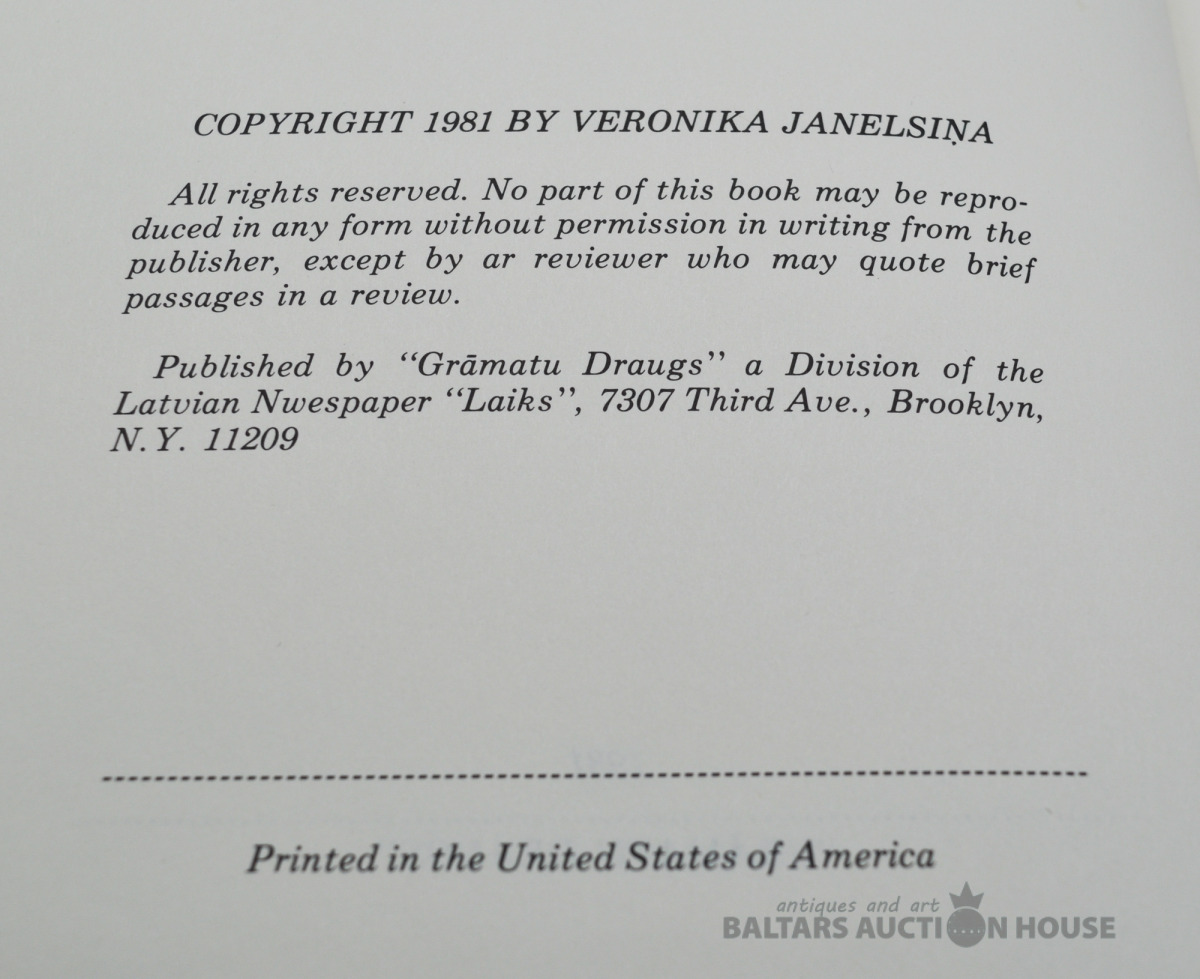 COPYRIGHT 1981 BY VERONIKA JANELSIŅA
All rights reserved. No part of this book may be repro-
duced in any form without permission in writing from the
publisher, except by ar reviewer who may quote brief
passages in a review.
Published by “Grāmatu Draugs” a Division of the
Latvian Nwespaper “Laiks”, 7307 Third Ave., Brooklyn,
N. Y. 11209
Printed in the United States of America
antiques and art
BALTARS AUCTION HOUSE